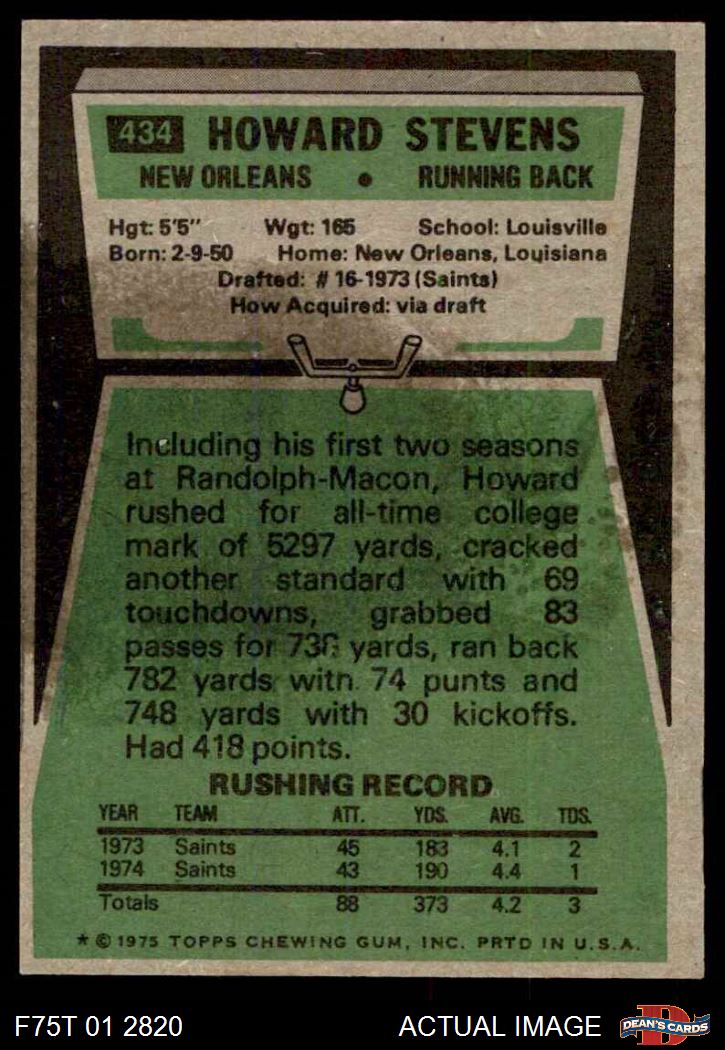 434 HOWARD STEVENS
NEW ORLEANS • RUNNING BACK
Hgt: 5'5" Wgt: 165 School: Louisville
Born: 2-9-50 Home: New Orleans, Louisiana
Drafted: # 16-1973 (Saints)
How Acquired: via draft
Including his first two seasons
at Randolph-Macon, Howard
rushed for all-time college
mark of 5297 yards, cracked
another standard with 69
touchdowns, grabbed 83
passes for yards, ran back
782 yards with 74 punts and
748 yards with 30 kickoffs.
Had 418 points.
RUSHING RECORD
YEAR TEAM ATT. YDS. AVG. TDS.
1973 Saints 45 183 4.1 2
1974 Saints 43 190 4.4 1
Totals 88 373 4.2 3
* © 1975 TOPPS CHEWING GUM, INC. PRTD IN U.S.A.
F75T 01 2820 ACTUAL IMAGE DEAN'S CARDS